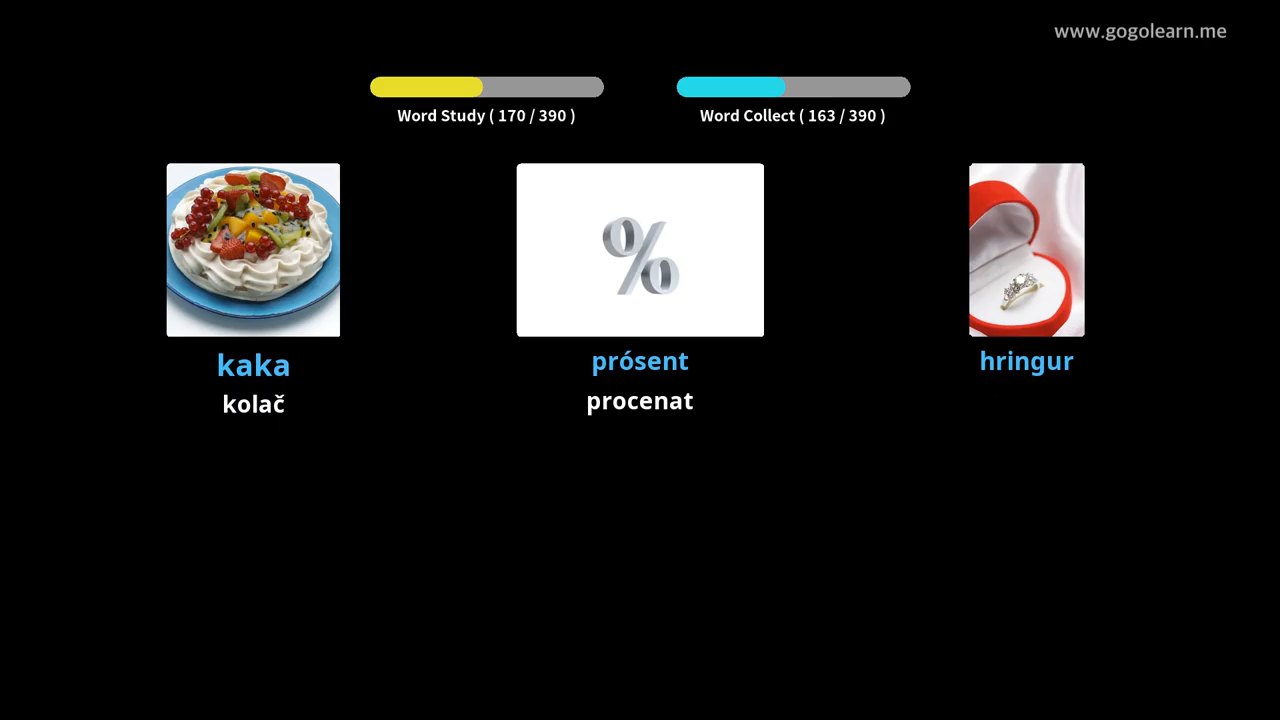 www.gogolearn.me
Word Study ( 170 / 390 )
Word Collect ( 163 / 390 )
%
kaka
prósent
hringur
kolač
procenat